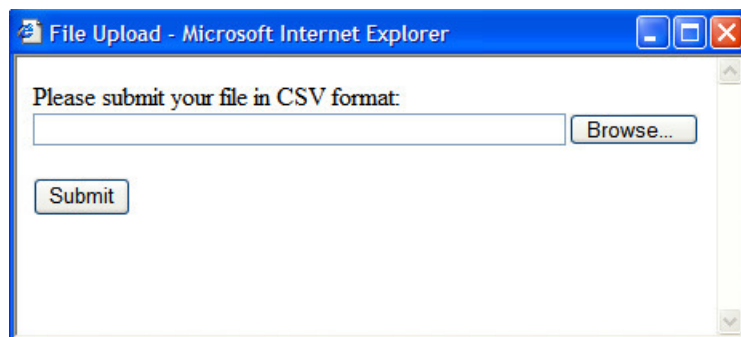 File Upload - Microsoft Internet Explorer
Please submit your file in CSV format:
Browse...
Submit